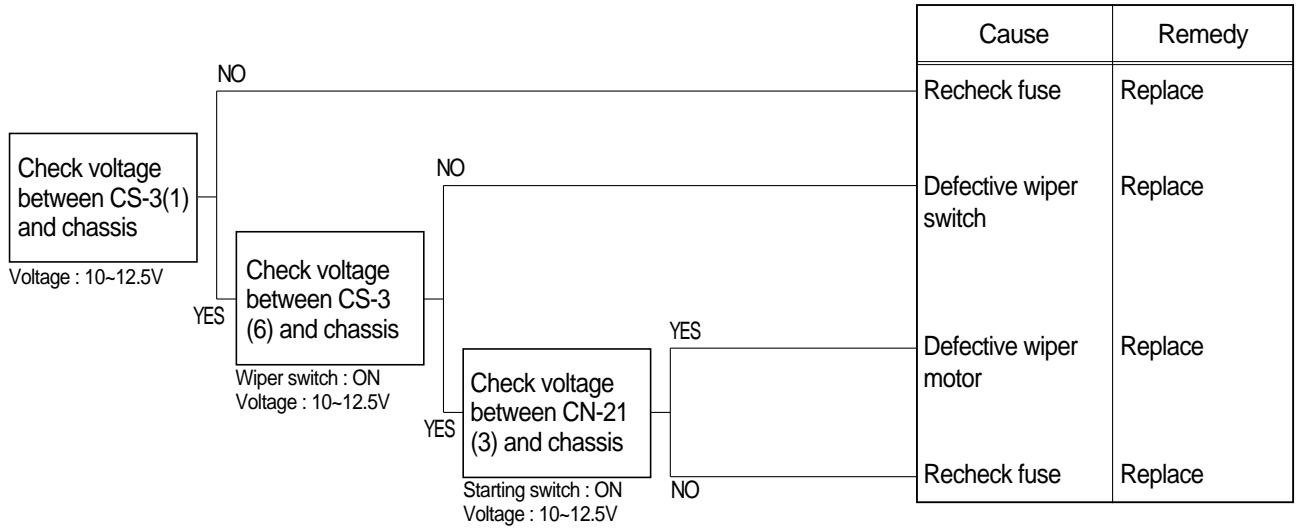 Cause
Remedy
NO
Recheck fuse
Replace
Check voltage
between CS-3(1)
and chassis
Voltage : 10~12.5V
NO
Defective wiper
switch
Replace
YES
Check voltage
between CS-3
(6) and chassis
Wiper switch : ON
Voltage : 10~12.5V
YES
Defective wiper
motor
Replace
YES
Check voltage
between CN-21
(3) and chassis
Starting switch : ON
Voltage : 10~12.5V
NO
Recheck fuse
Replace